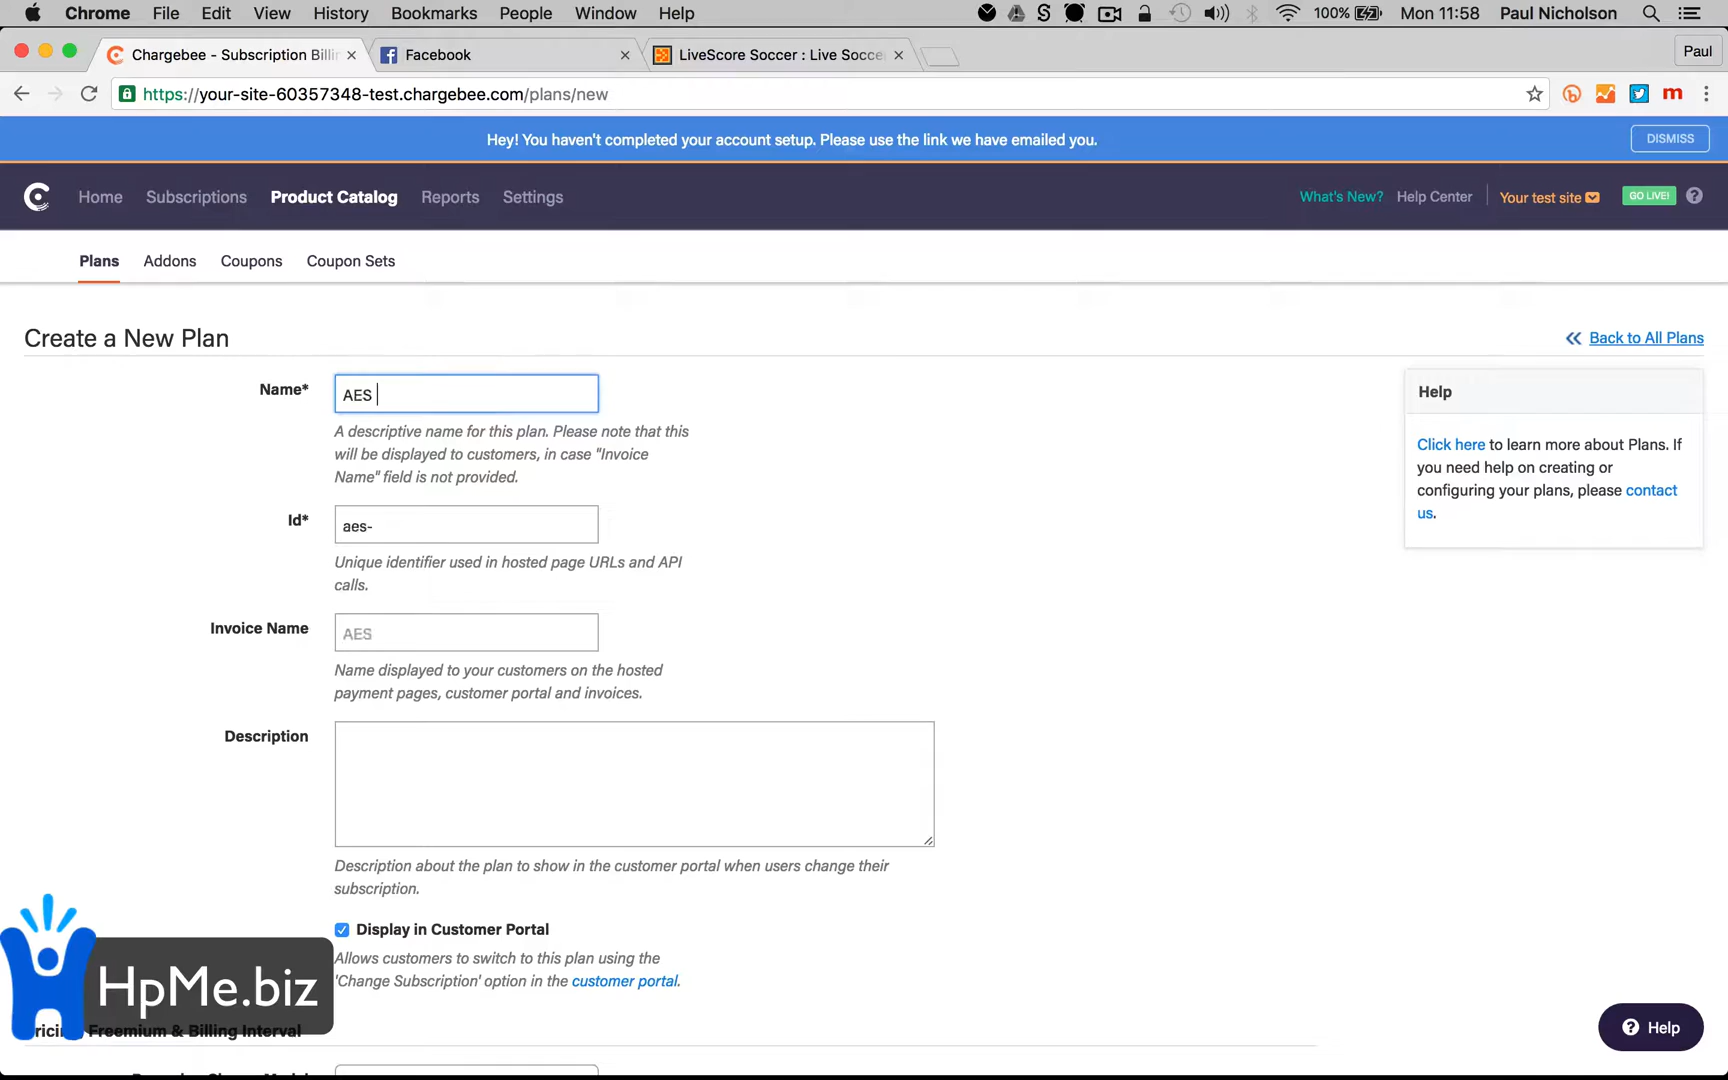 Chrome File Edit View History Bookmarks People Window Help 100% Mon 11:58 Paul Nicholson
Chargebee - Subscription Billin Facebook LiveScore Soccer : Live Socce Paul
https://your-site-60357348-test.chargebee.com/plans/new
Hey! You haven't completed your account setup. Please use the link we have emailed you. DISMISS
Home Subscriptions Product Catalog Reports Settings What's New? Help Center Your test site GO LIVE!
Plans Addons Coupons Coupon Sets
Create a New Plan Back to All Plans
Name* AES
A descriptive name for this plan. Please note that this
will be displayed to customers, in case "Invoice
Name" field is not provided.
Id* aes-
Unique identifier used in hosted page URLs and API
calls.
Invoice Name AES
Name displayed to your customers on the hosted
payment pages, customer portal and invoices.
Description
Description about the plan to show in the customer portal when users change their
subscription.
Display in Customer Portal
Allows customers to switch to this plan using the
'Change Subscription' option in the customer portal.
Freemium & Billing Interval
Help
Click here to learn more about Plans. If
you need help on creating or
configuring your plans, please contact
us.
HpMe.biz
Help